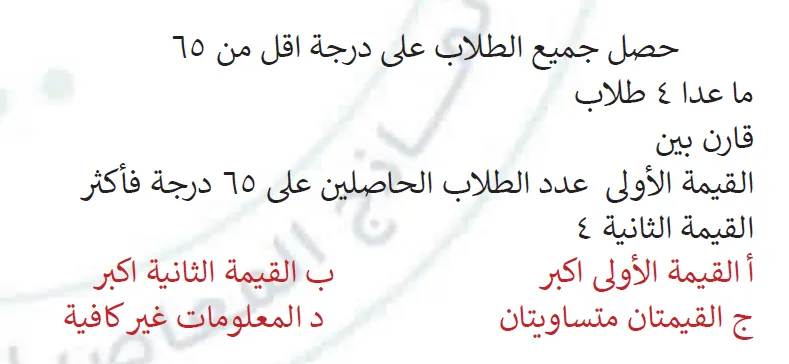 حصل جميع الطلاب على درجة اقل من ٦٥
ما عدا ٤ طلاب
قارن بين
القيمة الأولى عدد الطلاب الحاصلين على ٦٥ درجة فأكثر
القيمة الثانية ٤
أ القيمة الأولى اكبر ب القيمة الثانية اكبر
ج القيمتان متساويتان د المعلومات غير كافية